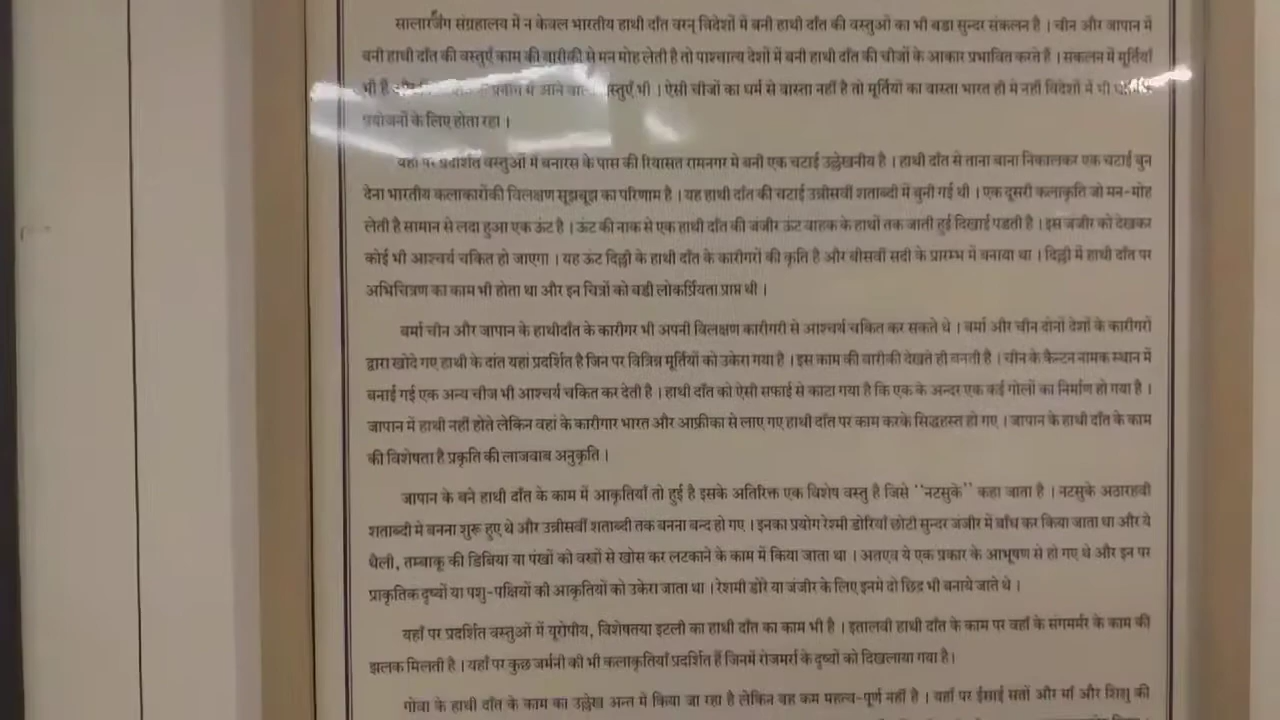 सालारजंग संग्रहालय में न केवल भारतीय हाथी दाँत वरन् विदेशों में बनी हाथी दाँत की वस्तुओं का भी बडा सुन्दर संकलन है । चीन और जापान में
बनी हाथी दाँत की वस्तुएँ काम की बारीकी से मन मोह लेती है तो पाश्चात्य देशों में बनी हाथी दाँत की चीजों के आकार प्रभावित करते है । संकलन में मूर्तियाँ
भी हैं और में आने वाली वस्तुएँ भी । ऐसी चीजों का धर्म से वास्ता नहीं है तो मूर्तियों का वास्ता भारत ही मे नहीं विदेशों में भी
प्रयोजनों के लिए होता रहा ।
यहाँ पर प्रदर्शित वस्तुओं में बनारस के पास की रियासत रामनगर मे बनी एक चटाई उल्लेखनीय है । हाथी दाँत से ताना बाना निकालकर एक चटाई बुन
देना भारतीय कलाकारोंकी विलक्षण सूझबूझ का परिणाम है । यह हाथी दाँत की चटाई उन्नीसवीं शताब्दी में बुनी गई थी । एक दूसरी कलाकृति जो मन-मोह
लेती है सामान से लदा हुआ एक ऊंट है । ऊंट की नाक से एक हाथी दाँत की जंजीर ऊंट वाहक के हाथों तक जाती हुई दिखाई पडती है । इस जंजीर को देखकर
कोई भी आश्चर्य चकित हो जाएगा । यह ऊंट दिल्ली के हाथी दाँत के कारीगरों की कृति है और बीसवीं सदी के प्रारम्भ में बनाया था । दिल्ली में हाथी दाँत पर
अभिचित्रण का काम भी होता था और इन चित्रों को बडी लोकर्प्रियता प्राप्त थी ।
बर्मा चीन और जापान के हाथीदाँत के कारीगर भी अपनी विलक्षण कारीगरी से आश्चर्य चकित कर सकते थे । बर्मा और चीन दोनों देशों के कारीगरों
द्वारा खोदे गए हाथी के दांत यहां प्रदर्शित है जिन पर वित्रिन्न मूर्तियों को उकेरा गया है । इस काम की बारीकी देखते ही बनती है । चीन के कैन्टन नामक स्थान में
बनाई गई एक अन्य चीज भी आश्चर्य चकित कर देती है । हाथी दाँत को ऐसी सफाई से काटा गया है कि एक के अन्दर एक कई गोलों का निर्माण हो गया है ।
जापान में हाथी नहीं होते लेकिन वहां के कारीगार भारत और आफ्रीका से लाए गए हाथी दाँत पर काम करके सिद्धहस्त हो गए । जापान के हाथी दाँत के काम
की विशेषता है प्रकृति की लाजवाब अनुकृति ।
जापान के बने हाथी दाँत के काम में आकृतियाँ तो हुई है इसके अतिरिक्त एक विशेष वस्तु है जिसे ''नटसुके'' कहा जाता है । नटसुके अठारहवी
शताब्दी मे बनना शुरू हुए थे और उन्नीसवीं शताब्दी तक बनना बन्द हो गए । इनका प्रयोग रेश्मी डोरियाँ छोटी सुन्दर जंजीर में बाँध कर किया जाता था और ये
थैली, तम्बाकू की डिबिया या पंखों को वस्त्रों से खोस कर लटकाने के काम में किया जाता था । अतएव ये एक प्रकार के आभूषण से हो गए थे और इन पर
प्राकृतिक दृष्यों या पशु-पक्षियों की आकृतियों को उकेरा जाता था । रेशमी डोरे या जंजीर के लिए इनमे दो छिद्र भी बनाये जाते थे ।
यहाँ पर प्रदर्शित वस्तुओं में यूरोपीय, विशेषतया इटली का हाथी दाँत का काम भी है । इतालवी हाथी दाँत के काम पर वहाँ के संगमर्मर के काम की
झलक मिलती है । यहाँ पर कुछ जर्मनी की भी कलाकृतियाँ प्रदर्शित हैं जिनमें रोजमर्रा के दृष्यों को दिखलाया गया है ।
गोवा के हाथी दाँत के काम का उल्लेख अन्त में किया जा रहा है लेकिन वह कम महत्व-पूर्ण नहीं है । यहाँ पर ईसाई सतों और माँ और शिशु की